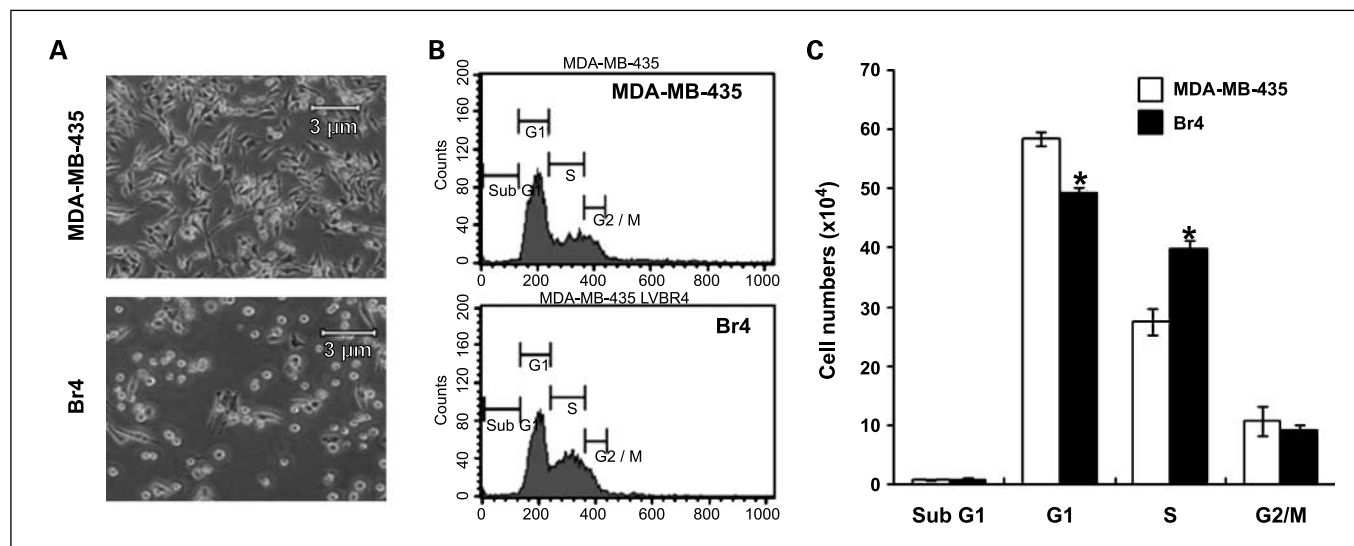 A
MDA-MB-435
3 µm
Br4
3 µm
B
MDA-MB-435
MDA-MB-435
Counts
200
160
120
80
40
0
G1
S
Sub G1
G2 / M
0 200 400 600 800 1000
MDA-MB-435 LVBR4
Br4
Counts
200
160
120
80
40
0
G1
S
Sub G1
G2 / M
0 200 400 600 800 1000
C
Cell numbers (x10⁴)
70
60
50
40
30
20
10
0
MDA-MB-435
Br4
*
*
Sub G1 G1 S G2/M